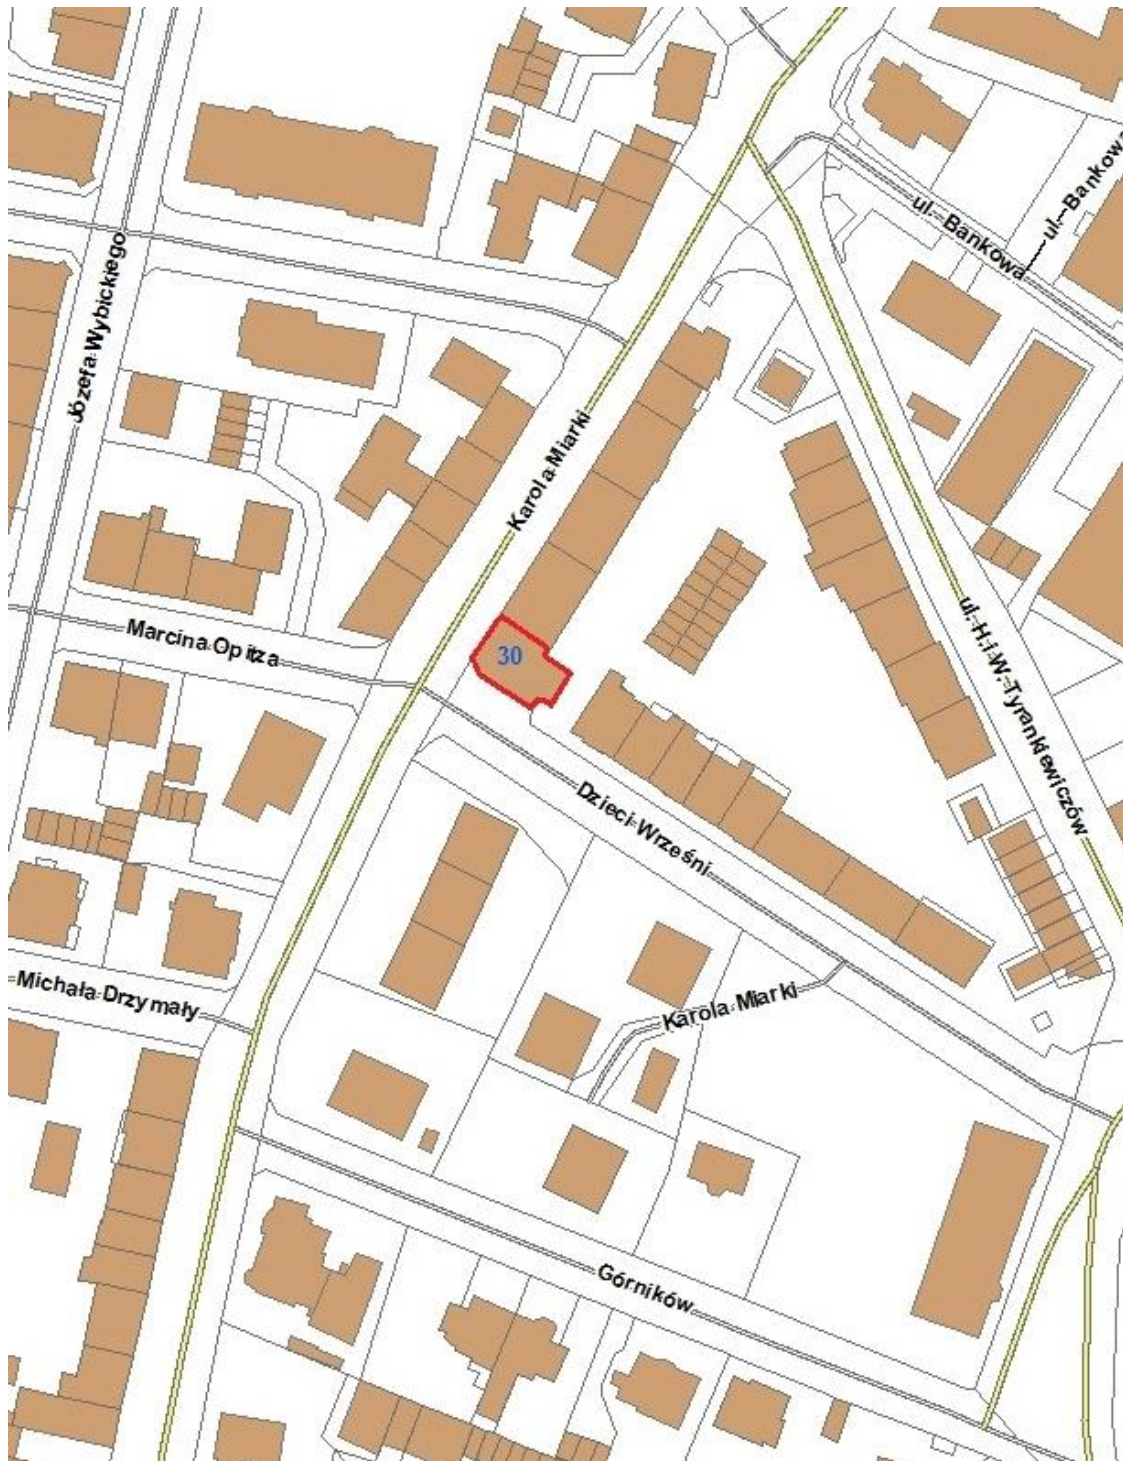 ul. Bankowa
ul. Bankowa
Józefa Wybickiego
Karola Miarki
ul. H. i W. Tyrankiewiczów
Marcina Opitza
30
Dzieci Wrześni
Michała Drzymały
Karola Miarki
Górników